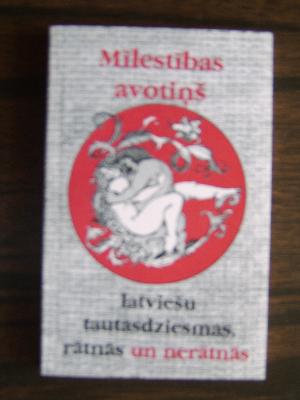 Mīlestības
avotiņš
latviešu
tautasdziesmas,
rātnās un nerātnās